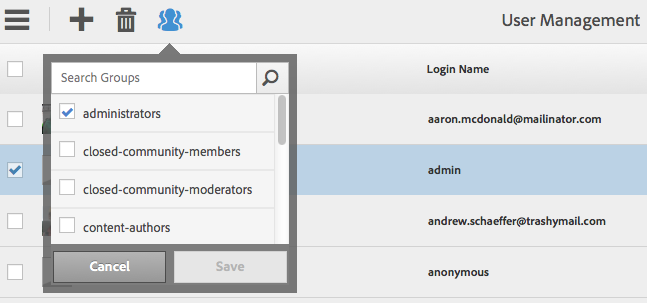 User Management
Search Groups
Login Name
administrators
aaron.mcdonald@mailinator.com
closed-community-members
admin
closed-community-moderators
content-authors
andrew.schaeffer@trashymail.com
Cancel
Save
anonymous